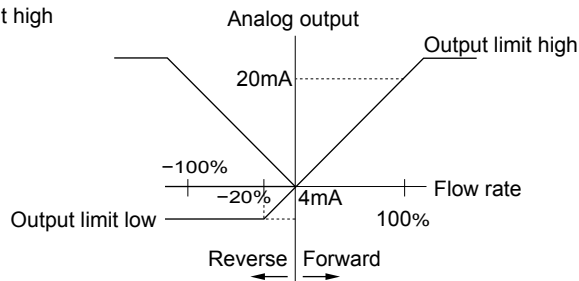 t high
Analog output
Output limit high
20mA
−100%
−20%
4mA
Flow rate
100%
Output limit low
Reverse
Forward